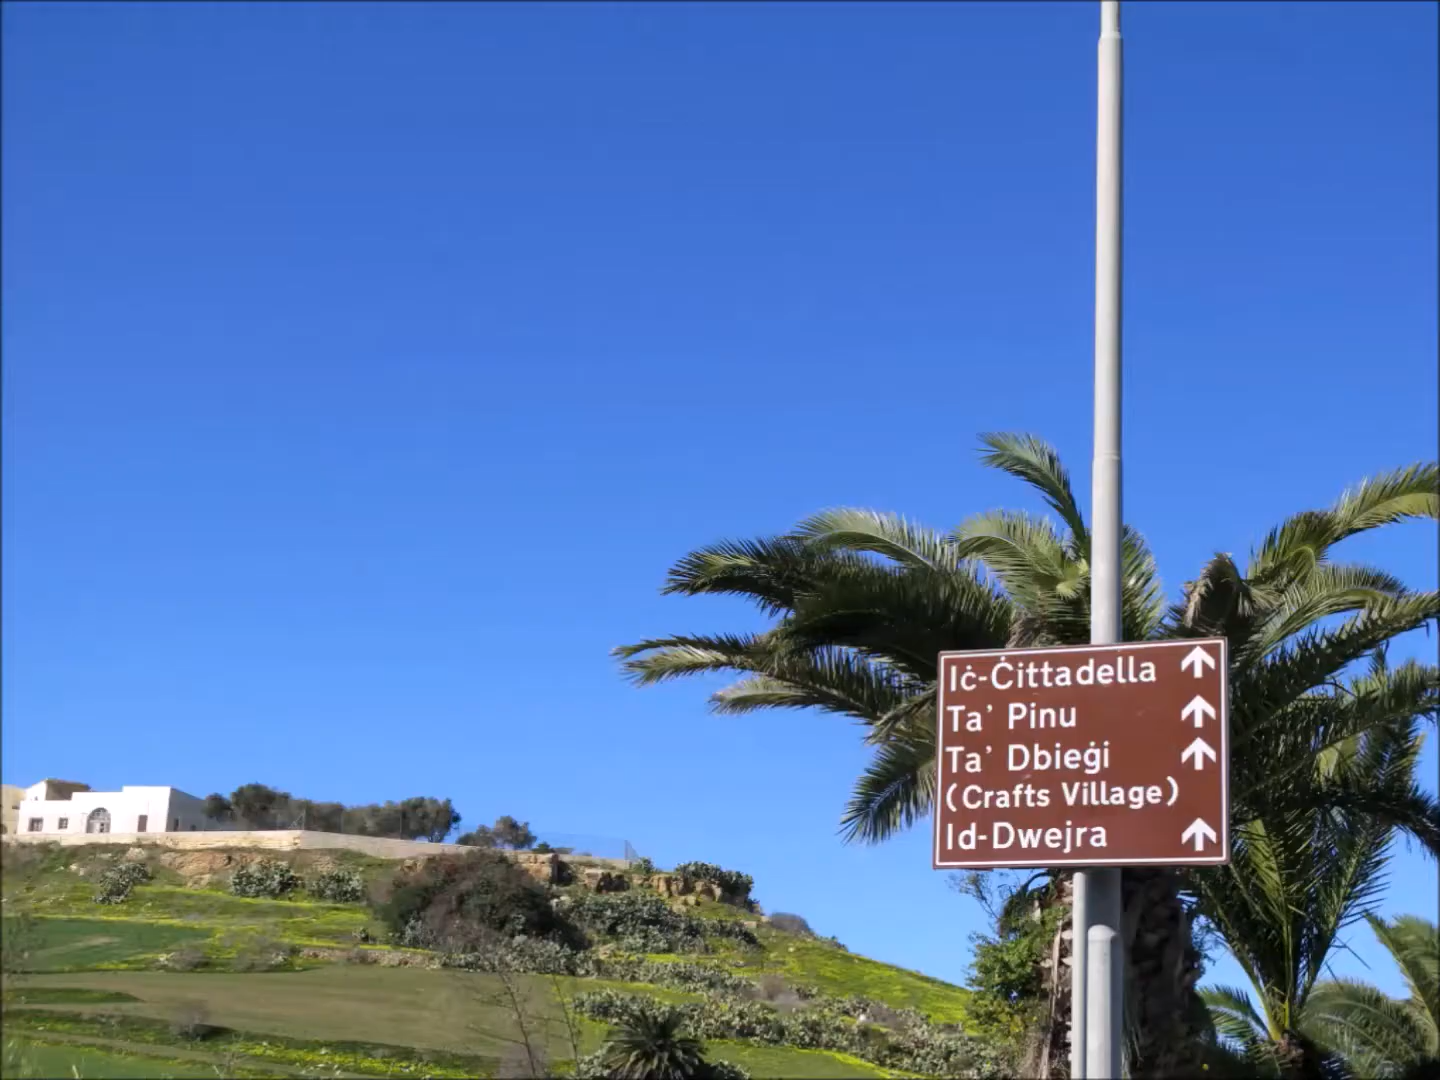 Iċ-Ċittadella
Ta' Pinu
Ta' Dbieġi
(Crafts Village)
Id-Dwejra